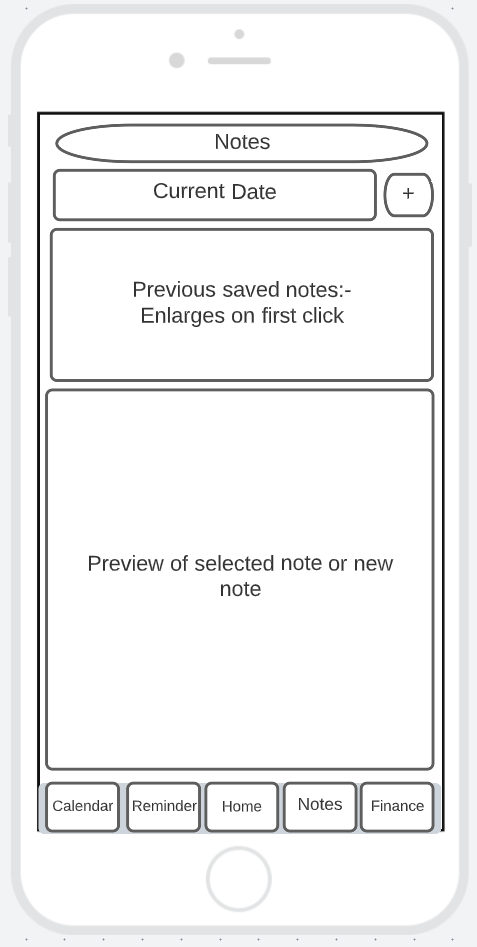 Notes
Current Date
+
Previous saved notes:-
Enlarges on first click
Preview of selected note or new
note
Calendar
Reminder
Home
Notes
Finance